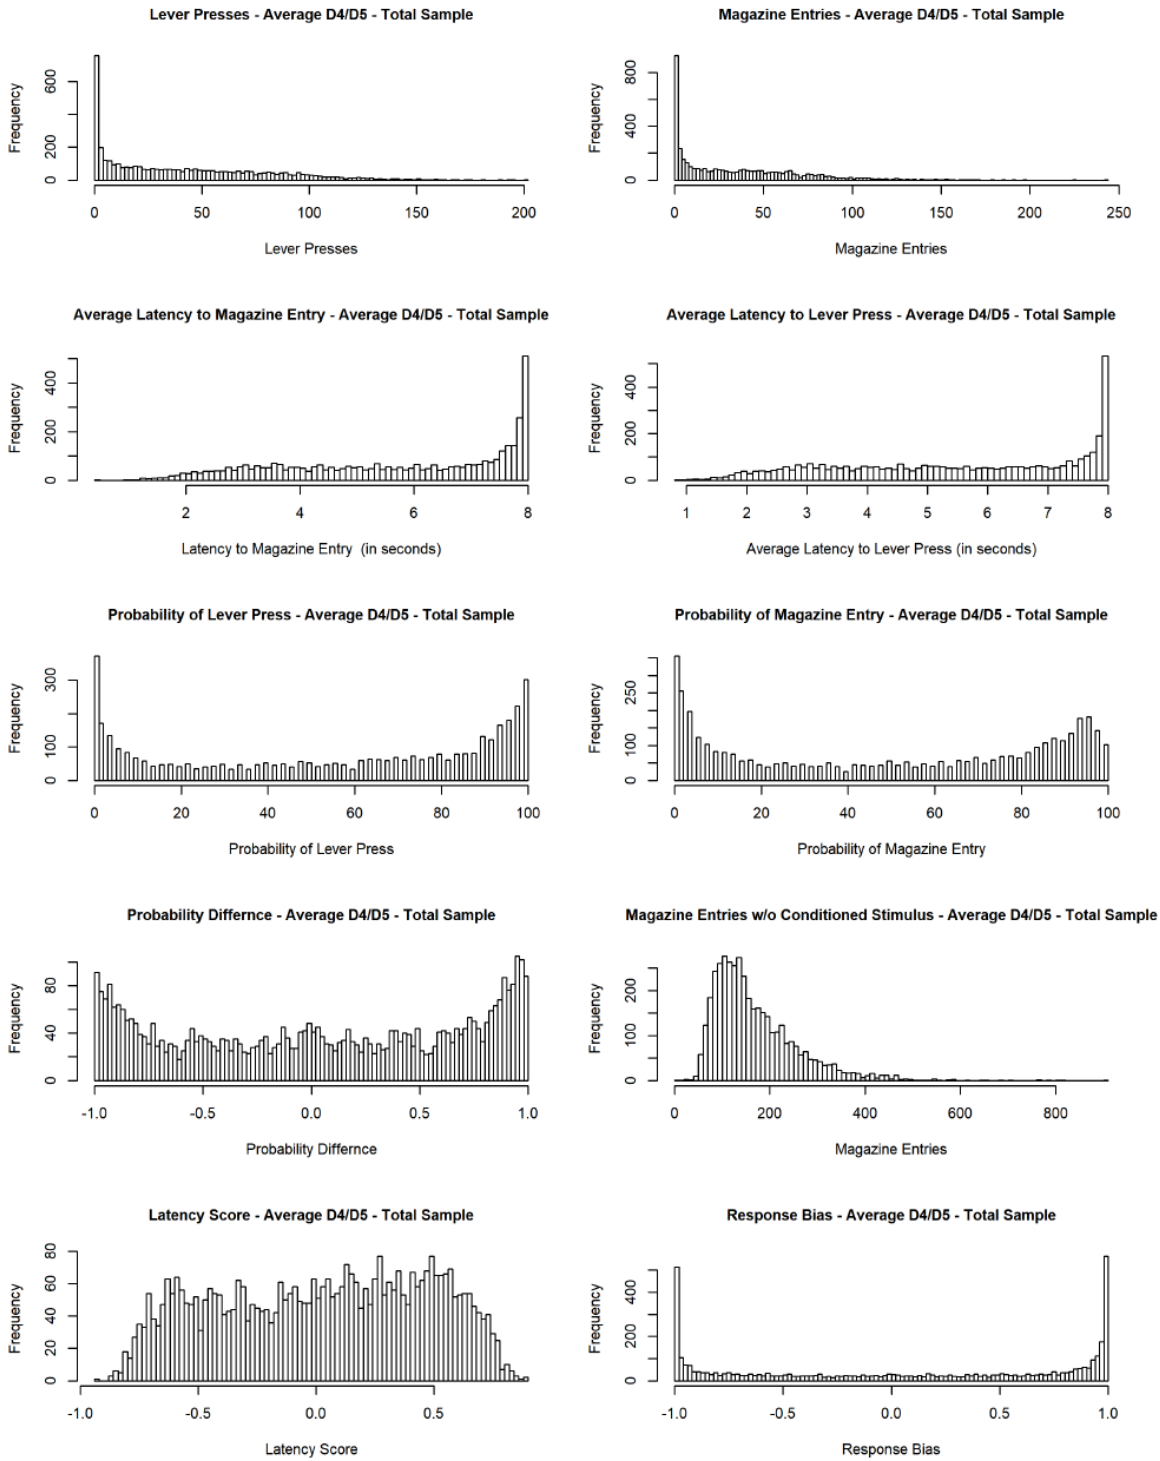 Lever Presses - Average D4/D5 - Total Sample
Frequency
0 200 600
0 50 100 150 200
Lever Presses
Magazine Entries - Average D4/D5 - Total Sample
Frequency
0 400 800
0 50 100 150 200 250
Magazine Entries
Average Latency to Magazine Entry - Average D4/D5 - Total Sample
Frequency
0 200 400
2 4 6 8
Latency to Magazine Entry (in seconds)
Average Latency to Lever Press - Average D4/D5 - Total Sample
Frequency
0 200 400
1 2 3 4 5 6 7 8
Average Latency to Lever Press (in seconds)
Probability of Lever Press - Average D4/D5 - Total Sample
Frequency
0 100 300
0 20 40 60 80 100
Probability of Lever Press
Probability of Magazine Entry - Average D4/D5 - Total Sample
Frequency
0 100 250
0 20 40 60 80 100
Probability of Magazine Entry
Probability Differnce - Average D4/D5 - Total Sample
Frequency
0 40 80
-1.0 -0.5 0.0 0.5 1.0
Probability Differnce
Magazine Entries w/o Conditioned Stimulus - Average D4/D5 - Total Sample
Frequency
0 100 200
0 200 400 600 800
Magazine Entries
Latency Score - Average D4/D5 - Total Sample
Frequency
0 20 40 60 80
-1.0 -0.5 0.0 0.5
Latency Score
Response Bias - Average D4/D5 - Total Sample
Frequency
0 200 400
-1.0 -0.5 0.0 0.5 1.0
Response Bias